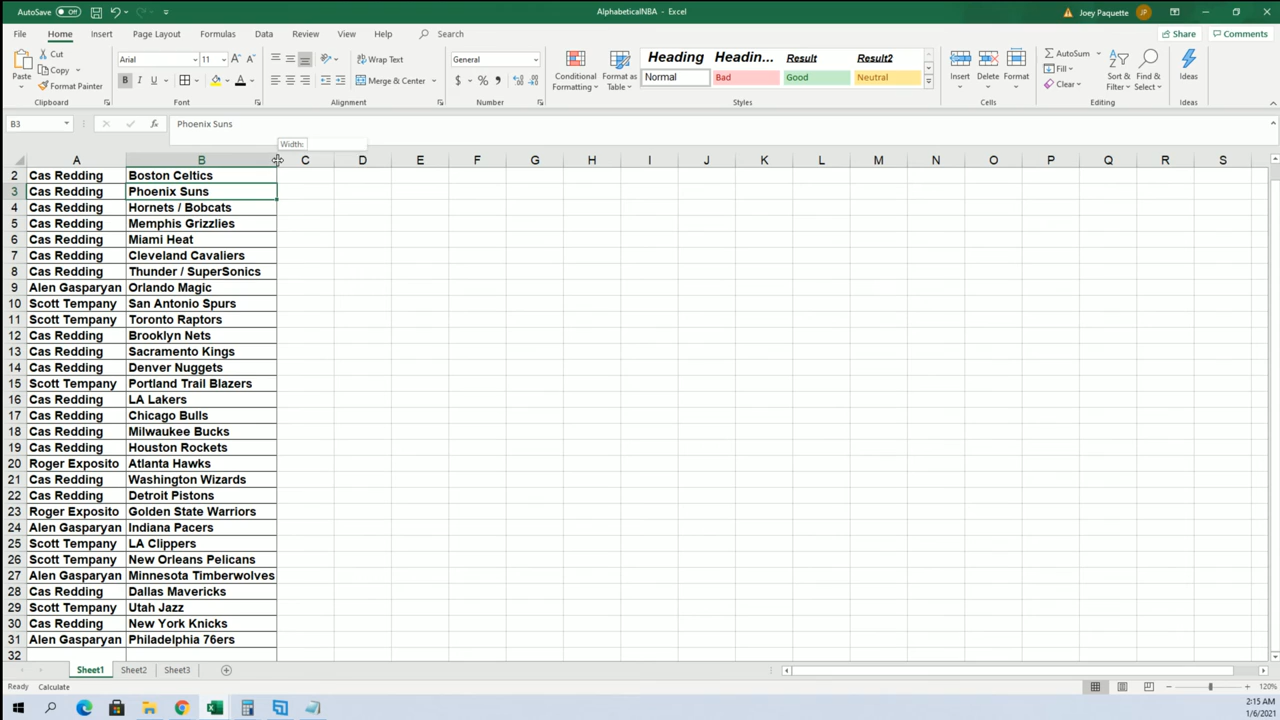 AutoSave Off
AlphabeticalNBA - Excel
Joey Paquette JP
File Home Insert Page Layout Formulas Data Review View Help Search
Share Comments
Paste
Cut
Copy
Format Painter
Clipboard
Arial 11
B I U
Font
Wrap Text
Merge & Center
Alignment
General
Number
Conditional Formatting
Format as Table
Heading Headin... Result Result2
Normal Bad Good Neutral
Styles
Insert Delete Format
Cells
AutoSum
Fill
Clear
Sort & Filter
Find & Select
Editing
Ideas
Ideas
B3 fx Phoenix Suns
Width:
A B C D E F G H I J K L M N O P Q R S
2 Cas Redding Boston Celtics
3 Cas Redding Phoenix Suns
4 Cas Redding Hornets / Bobcats
5 Cas Redding Memphis Grizzlies
6 Cas Redding Miami Heat
7 Cas Redding Cleveland Cavaliers
8 Cas Redding Thunder / SuperSonics
9 Alen Gasparyan Orlando Magic
10 Scott Tempany San Antonio Spurs
11 Scott Tempany Toronto Raptors
12 Cas Redding Brooklyn Nets
13 Cas Redding Sacramento Kings
14 Cas Redding Denver Nuggets
15 Scott Tempany Portland Trail Blazers
16 Cas Redding LA Lakers
17 Cas Redding Chicago Bulls
18 Cas Redding Milwaukee Bucks
19 Cas Redding Houston Rockets
20 Roger Exposito Atlanta Hawks
21 Cas Redding Washington Wizards
22 Cas Redding Detroit Pistons
23 Roger Exposito Golden State Warriors
24 Alen Gasparyan Indiana Pacers
25 Scott Tempany LA Clippers
26 Scott Tempany New Orleans Pelicans
27 Alen Gasparyan Minnesota Timberwolves
28 Cas Redding Dallas Mavericks
29 Scott Tempany Utah Jazz
30 Cas Redding New York Knicks
31 Alen Gasparyan Philadelphia 76ers
32
Sheet1 Sheet2 Sheet3
Ready Calculate
120%
2:15 AM
1/6/2021